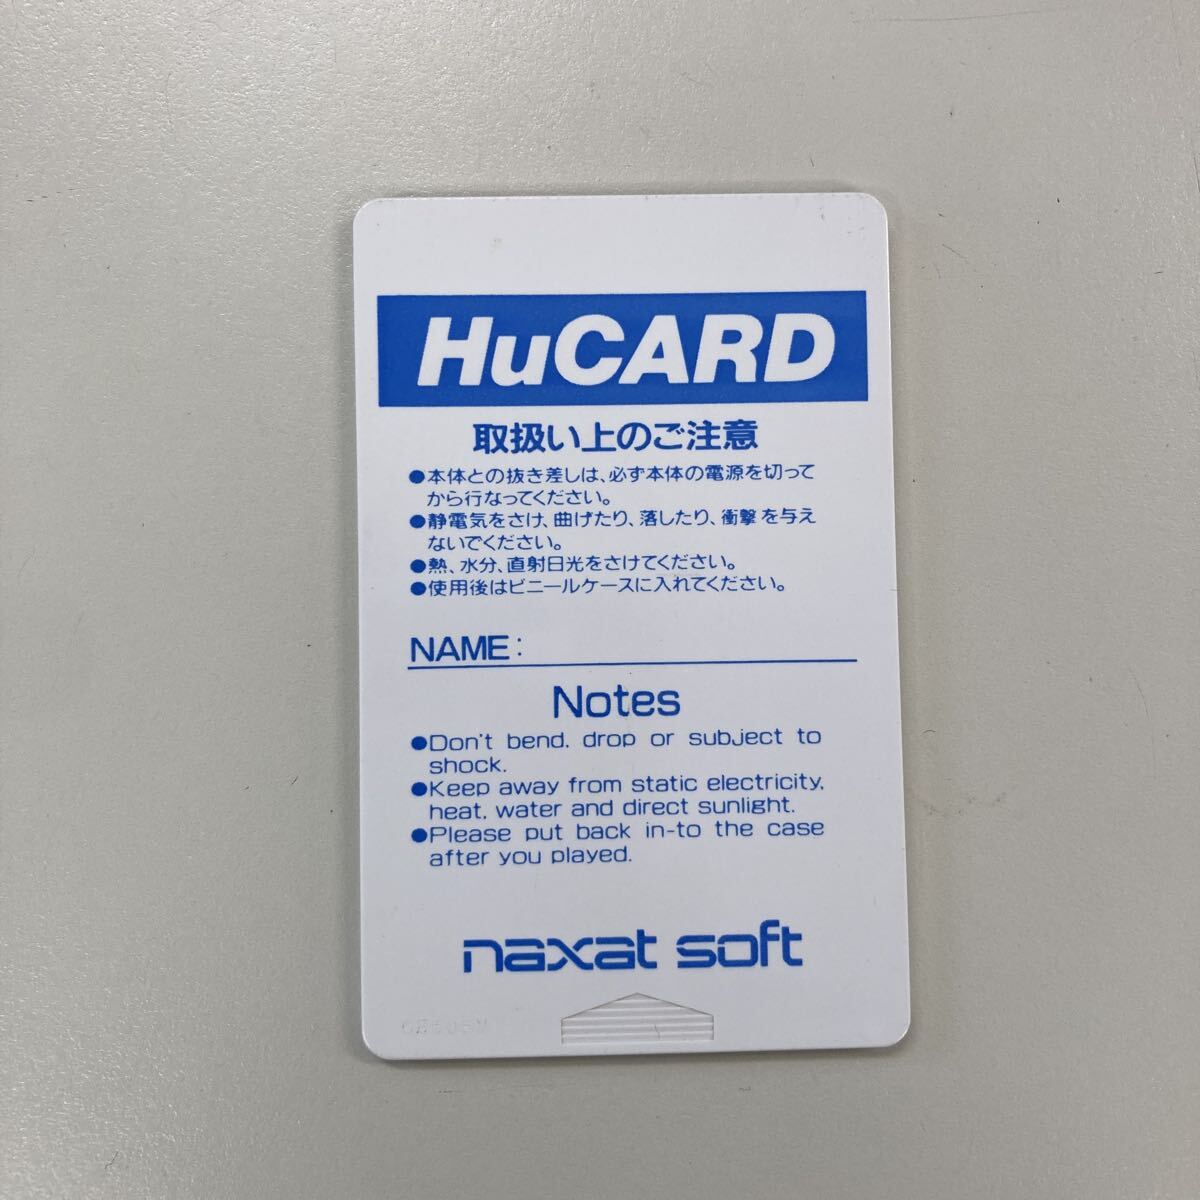 HuCARD
取扱い上のご注意
●本体との抜き差しは、必ず本体の電源を切って
から行なってください。
●静電気をさけ、曲げたり、落したり、衝撃を与え
ないでください。
●熱、水分、直射日光をさけてください。
●使用後はビニールケースに入れてください。
NAME:
Notes
●Don't bend. drop or subject to
shock.
●Keep away from static electricity,
heat, water and direct sunlight.
●Please put back in-to the case
after you played.
naxat soft